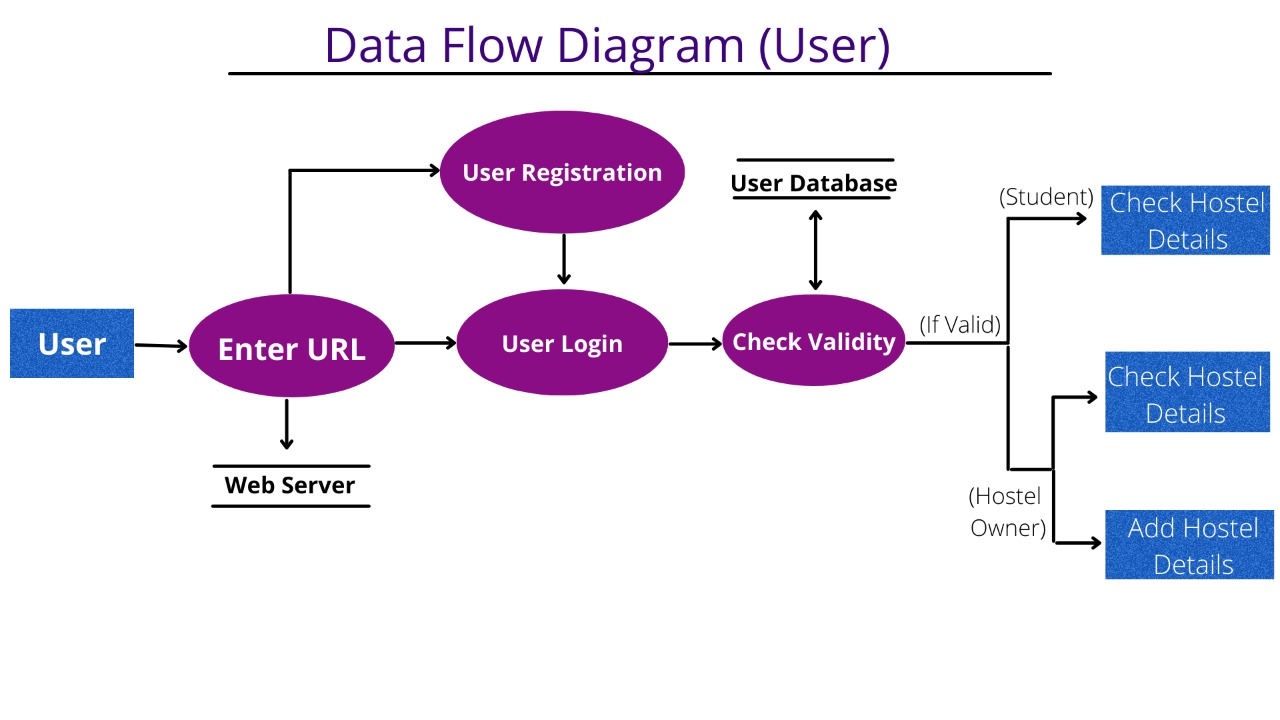 Data Flow Diagram (User)
User Registration
User Database
(Student)
Check Hostel
Details
User
Enter URL
User Login
Check Validity
(If Valid)
Check Hostel
Details
Web Server
(Hostel
Owner)
Add Hostel
Details